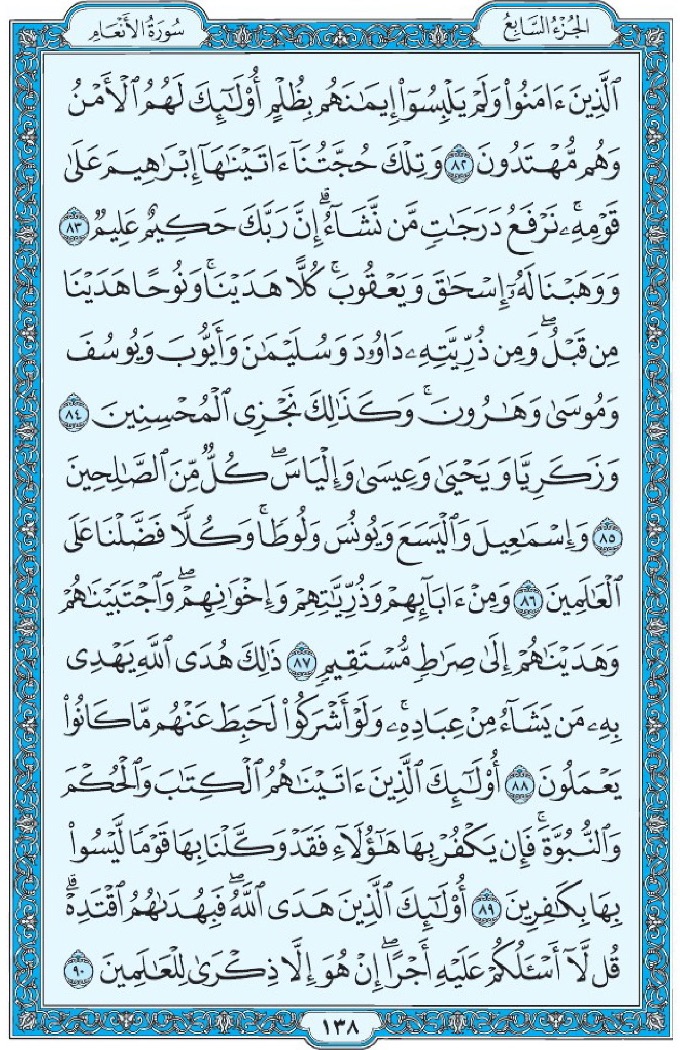 الجُزْءُ السَّابِعُ
سُورَةُ الأَنْعَامِ
ٱلَّذِينَ ءَامَنُواْ وَلَمْ يَلْبِسُوٓاْ إِيمَٰنَهُم بِظُلْمٍ أُوْلَٰٓئِكَ لَهُمُ ٱلْأَمْنُ
وَهُم مُّهْتَدُونَ ٨٢ وَتِلْكَ حُجَّتُنَآ ءَاتَيْنَٰهَآ إِبْرَٰهِيمَ عَلَىٰ
قَوْمِهِۦۚ نَرْفَعُ دَرَجَٰتٍ مَّن نَّشَآءُۗ إِنَّ رَبَّكَ حَكِيمٌ عَلِيمٌ ٨٣
وَوَهَبْنَا لَهُۥٓ إِسْحَٰقَ وَيَعْقُوبَۚ كُلًّا هَدَيْنَاۚ وَنُوحًا هَدَيْنَا
مِن قَبْلُۖ وَمِن ذُرِّيَّتِهِۦ دَاوُۥدَ وَسُلَيْمَٰنَ وَأَيُّوبَ وَيُوسُفَ
وَمُوسَىٰ وَهَٰرُونَۚ وَكَذَٰلِكَ نَجْزِى ٱلْمُحْسِنِينَ ٨٤
وَزَكَرِيَّا وَيَحْيَىٰ وَعِيسَىٰ وَإِلْيَاسَۖ كُلٌّ مِّنَ ٱلصَّٰلِحِينَ
٨٥ وَإِسْمَٰعِيلَ وَٱلْيَسَعَ وَيُونُسَ وَلُوطًاۚ وَكُلًّا فَضَّلْنَا عَلَى
ٱلْعَٰلَمِينَ ٨٦ وَمِنْ ءَابَآئِهِمْ وَذُرِّيَّٰتِهِمْ وَإِخْوَٰنِهِمْۖ وَٱجْتَبَيْنَٰهُمْ
وَهَدَيْنَٰهُمْ إِلَىٰ صِرَٰطٍ مُّسْتَقِيمٍ ٨٧ ذَٰلِكَ هُدَى ٱللَّهِ يَهْدِى
بِهِۦ مَن يَشَآءُ مِنْ عِبَادِهِۦۚ وَلَوْ أَشْرَكُواْ لَحَبِطَ عَنْهُم مَّا كَانُواْ
يَعْمَلُونَ ٨٨ أُوْلَٰٓئِكَ ٱلَّذِينَ ءَاتَيْنَٰهُمُ ٱلْكِتَٰبَ وَٱلْحُكْمَ
وَٱلنُّبُوَّةَۚ فَإِن يَكْفُرْ بِهَا هَٰٓؤُلَآءِ فَقَدْ وَكَّلْنَا بِهَا قَوْمًا لَّيْسُواْ
بِهَا بِكَٰفِرِينَ ٨٩ أُوْلَٰٓئِكَ ٱلَّذِينَ هَدَى ٱللَّهُۖ فَبِهُدَىٰهُمُ ٱقْتَدِهْۗ
قُل لَّآ أَسْـَٔلُكُمْ عَلَيْهِ أَجْرًاۖ إِنْ هُوَ إِلَّا ذِكْرَىٰ لِلْعَٰلَمِينَ ٩٠
١٣٨